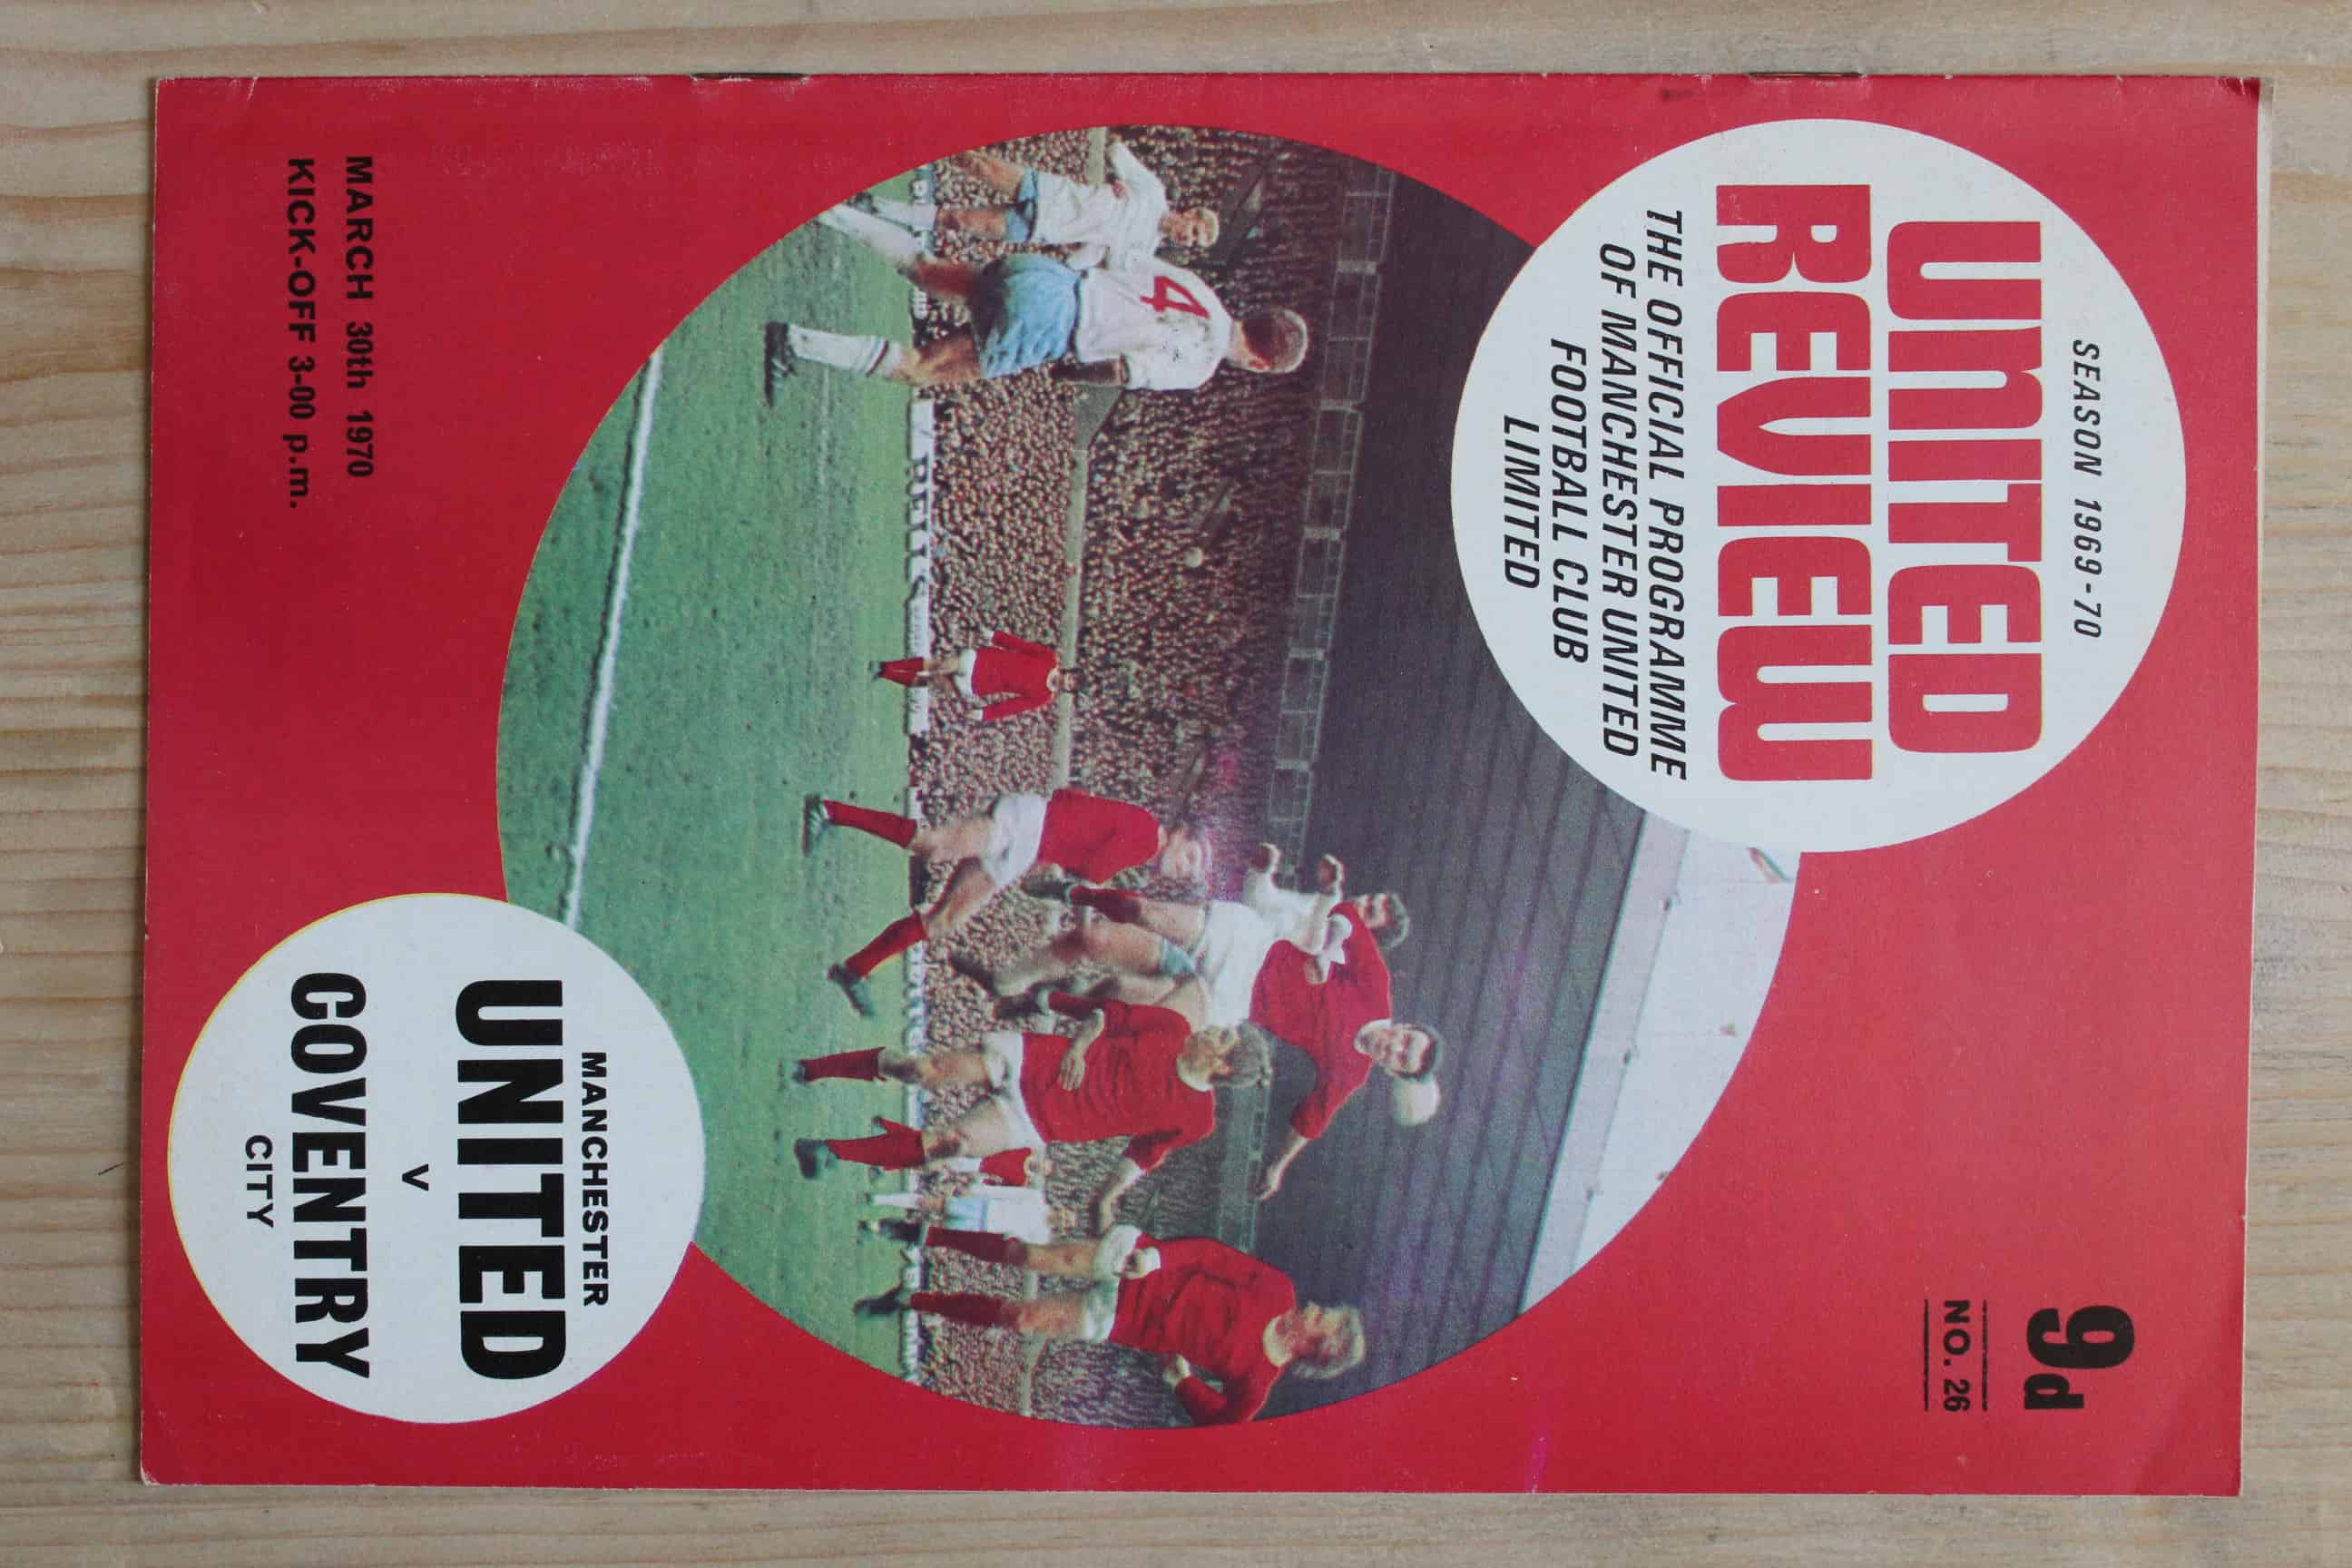 SEASON 1969-70
UNITED
REVIEW
THE OFFICIAL PROGRAMME
OF MANCHESTER UNITED
FOOTBALL CLUB
LIMITED
9d
NO. 26
4
MANCHESTER
UNITED
V
COVENTRY
CITY
MARCH 30th 1970
KICK-OFF 3-00 p.m.